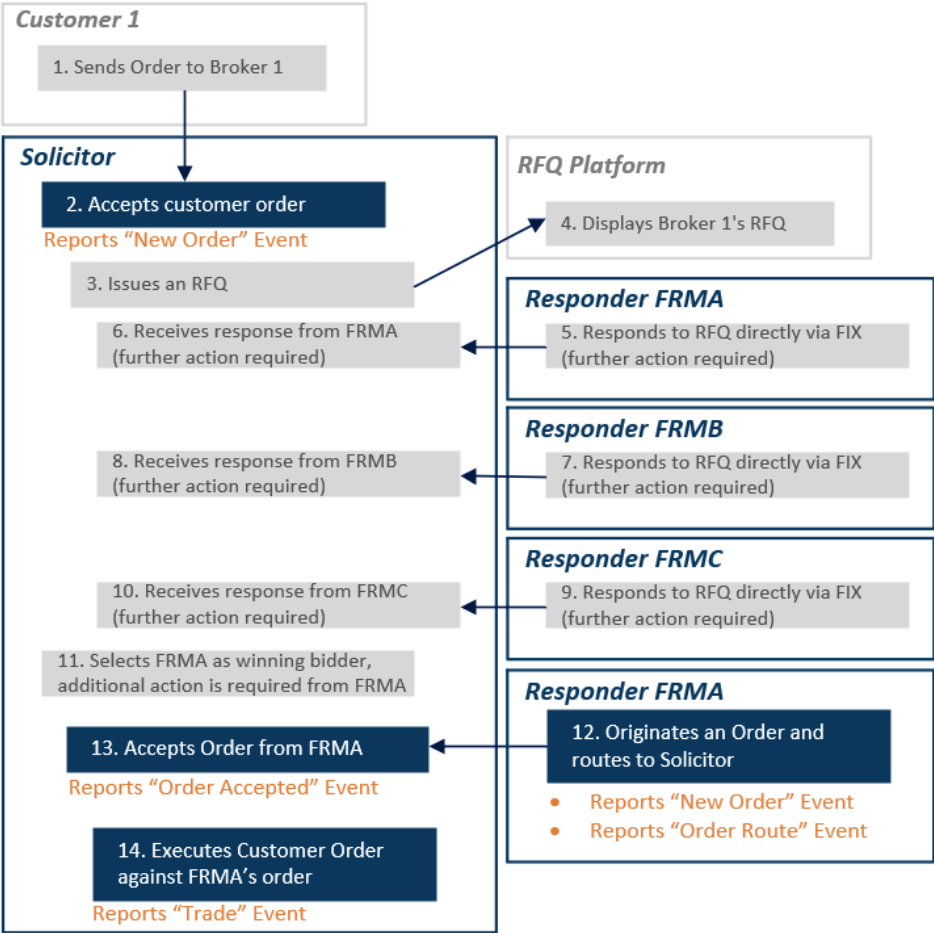 Customer 1
1. Sends Order to Broker 1
Solicitor
2. Accepts customer order
Reports “New Order” Event
3. Issues an RFQ
RFQ Platform
4. Displays Broker 1's RFQ
Responder FRMA
5. Responds to RFQ directly via FIX
(further action required)
6. Receives response from FRMA
(further action required)
Responder FRMB
7. Responds to RFQ directly via FIX
(further action required)
8. Receives response from FRMB
(further action required)
Responder FRMC
9. Responds to RFQ directly via FIX
(further action required)
10. Receives response from FRMC
(further action required)
11. Selects FRMA as winning bidder,
additional action is required from FRMA
Responder FRMA
12. Originates an Order and
routes to Solicitor
• Reports “New Order” Event
• Reports “Order Route” Event
13. Accepts Order from FRMA
Reports “Order Accepted” Event
14. Executes Customer Order
against FRMA’s order
Reports “Trade” Event